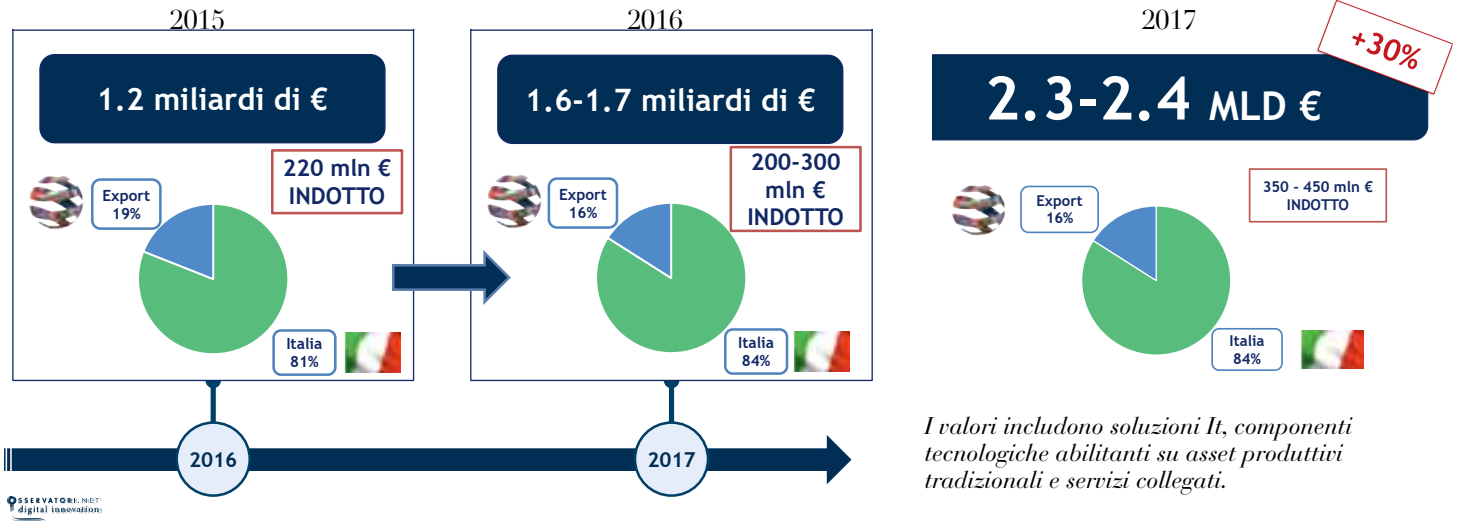 2015
1.2 miliardi di €
220 mln €
INDOTTO
Export
19%
Italia
81%
2016
1.6-1.7 miliardi di €
200-300
mln €
INDOTTO
Export
16%
Italia
84%
2017
+30%
2.3-2.4 MLD €
350 - 450 mln €
INDOTTO
Export
16%
Italia
84%
2016
2017
I valori includono soluzioni It, componenti
tecnologiche abilitanti su asset produttivi
tradizionali e servizi collegati.
OSSERVATORI.NET
digital innovation